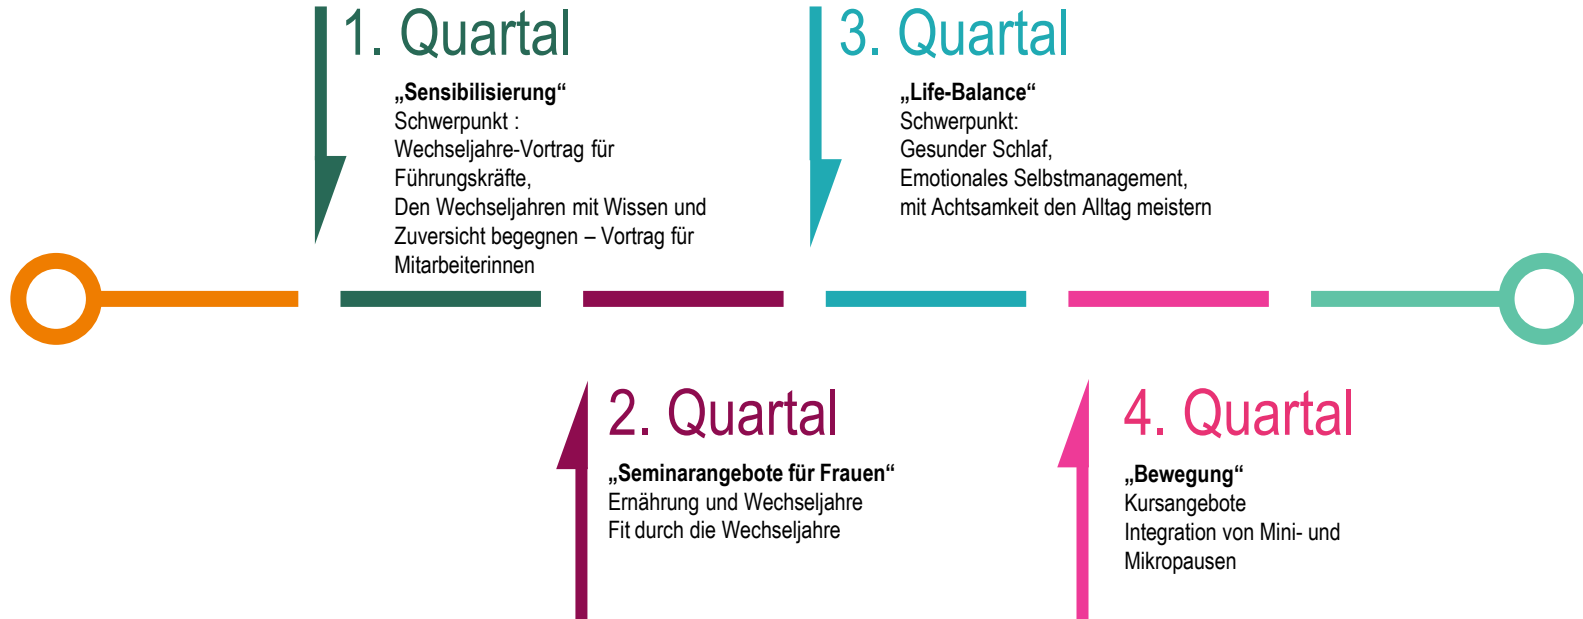 1. Quartal
„Sensibilisierung“
Schwerpunkt :
Wechseljahre-Vortrag für
Führungskräfte,
Den Wechseljahren mit Wissen und
Zuversicht begegnen – Vortrag für
Mitarbeiterinnen
2. Quartal
„Seminarangebote für Frauen“
Ernährung und Wechseljahre
Fit durch die Wechseljahre
3. Quartal
„Life-Balance“
Schwerpunkt:
Gesunder Schlaf,
Emotionales Selbstmanagement,
mit Achtsamkeit den Alltag meistern
4. Quartal
„Bewegung“
Kursangebote
Integration von Mini- und
Mikropausen